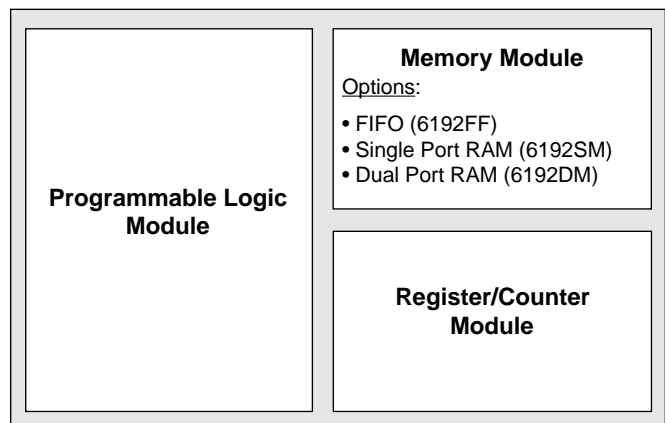 Programmable Logic
Module
Memory Module
Options:
• FIFO (6192FF)
• Single Port RAM (6192SM)
• Dual Port RAM (6192DM)
Register/Counter
Module